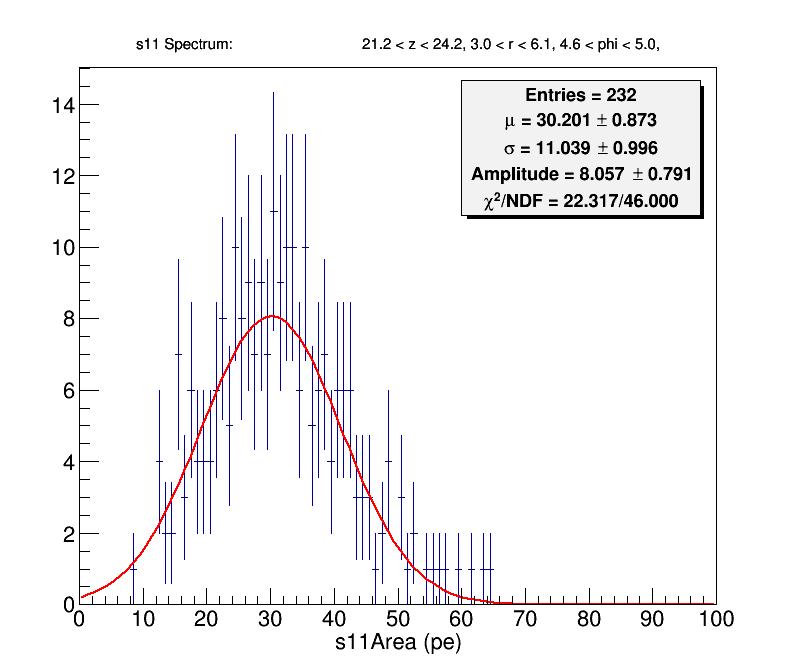 s11 Spectrum: 21.2 < z < 24.2, 3.0 < r < 6.1, 4.6 < phi < 5.0,
Entries = 232
μ = 30.201 ± 0.873
σ = 11.039 ± 0.996
Amplitude = 8.057 ± 0.791
χ²/NDF = 22.317/46.000
14
12
10
8
6
4
2
0
0 10 20 30 40 50 60 70 80 90 100
s11Area (pe)